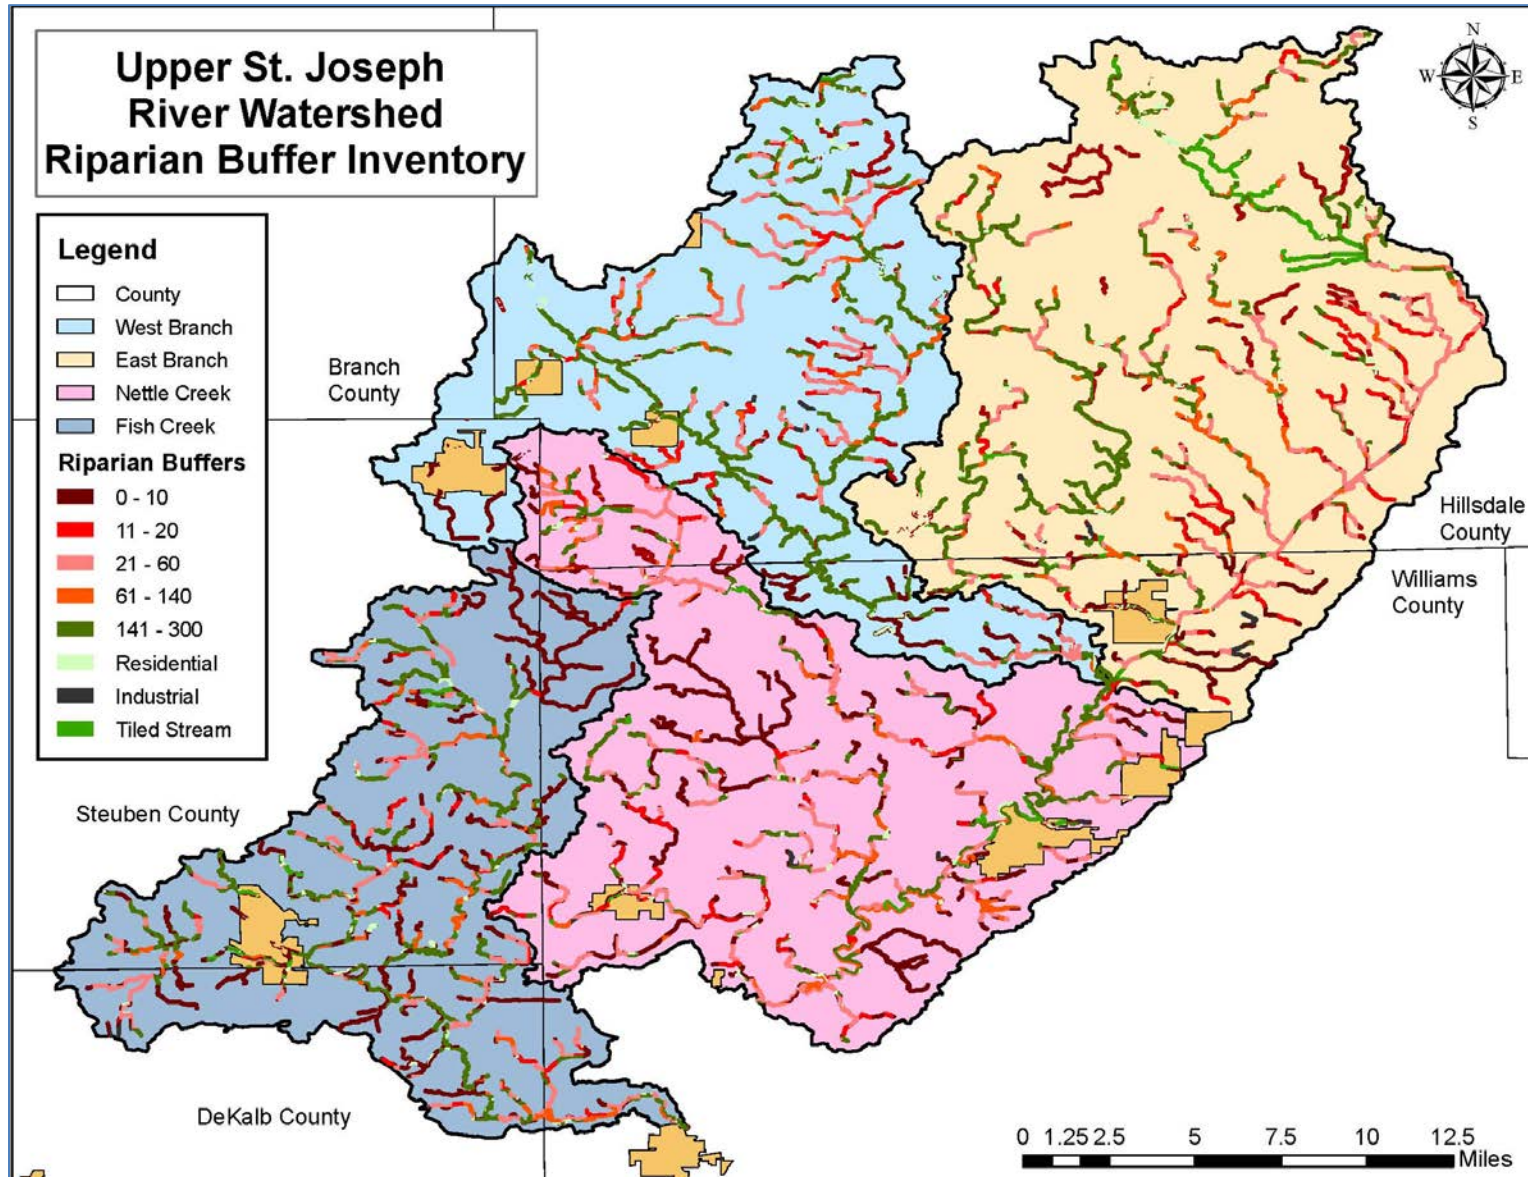 Upper St. Joseph
River Watershed
Riparian Buffer Inventory
N
W
E
S
Legend
County
West Branch
East Branch
Nettle Creek
Fish Creek
Riparian Buffers
0 - 10
11 - 20
21 - 60
61 - 140
141 - 300
Residential
Industrial
Tiled Stream
Branch
County
Hillsdale
County
Williams
County
Steuben County
DeKalb County
0 1.25 2.5 5 7.5 10 12.5
Miles